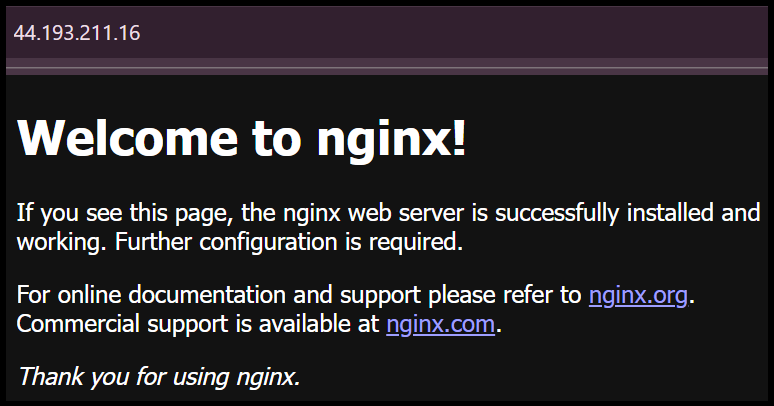 44.193.211.16
Welcome to nginx!
If you see this page, the nginx web server is successfully installed and
working. Further configuration is required.
For online documentation and support please refer to nginx.org.
Commercial support is available at nginx.com.
Thank you for using nginx.